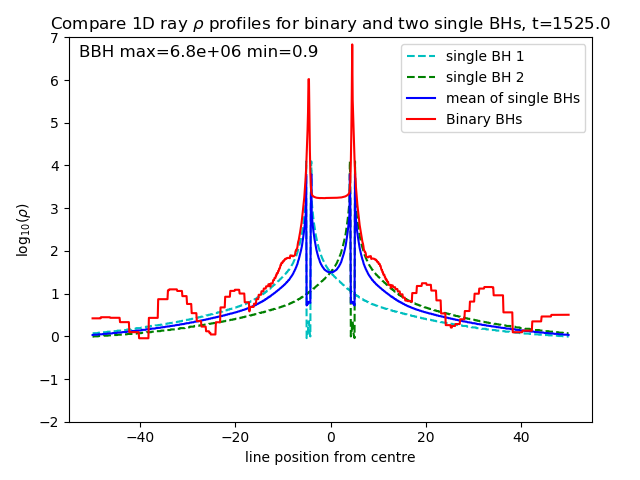 Compare 1D ray ρ profiles for binary and two single BHs, t=1525.0
BBH max=6.8e+06 min=0.9
single BH 1
single BH 2
mean of single BHs
Binary BHs
log₁₀(ρ)
7
6
5
4
3
2
1
0
−1
−2
−40 −20 0 20 40
line position from centre